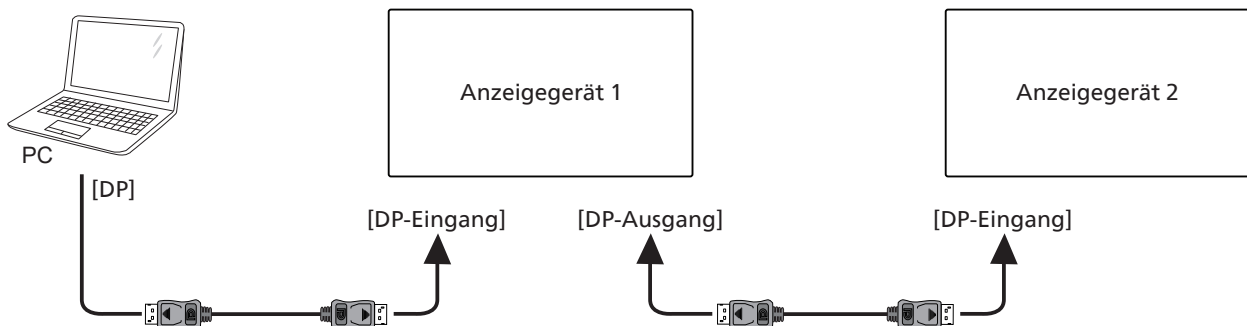 Anzeigegerät 1
Anzeigegerät 2
PC
[DP]
[DP-Eingang]
[DP-Ausgang]
[DP-Eingang]